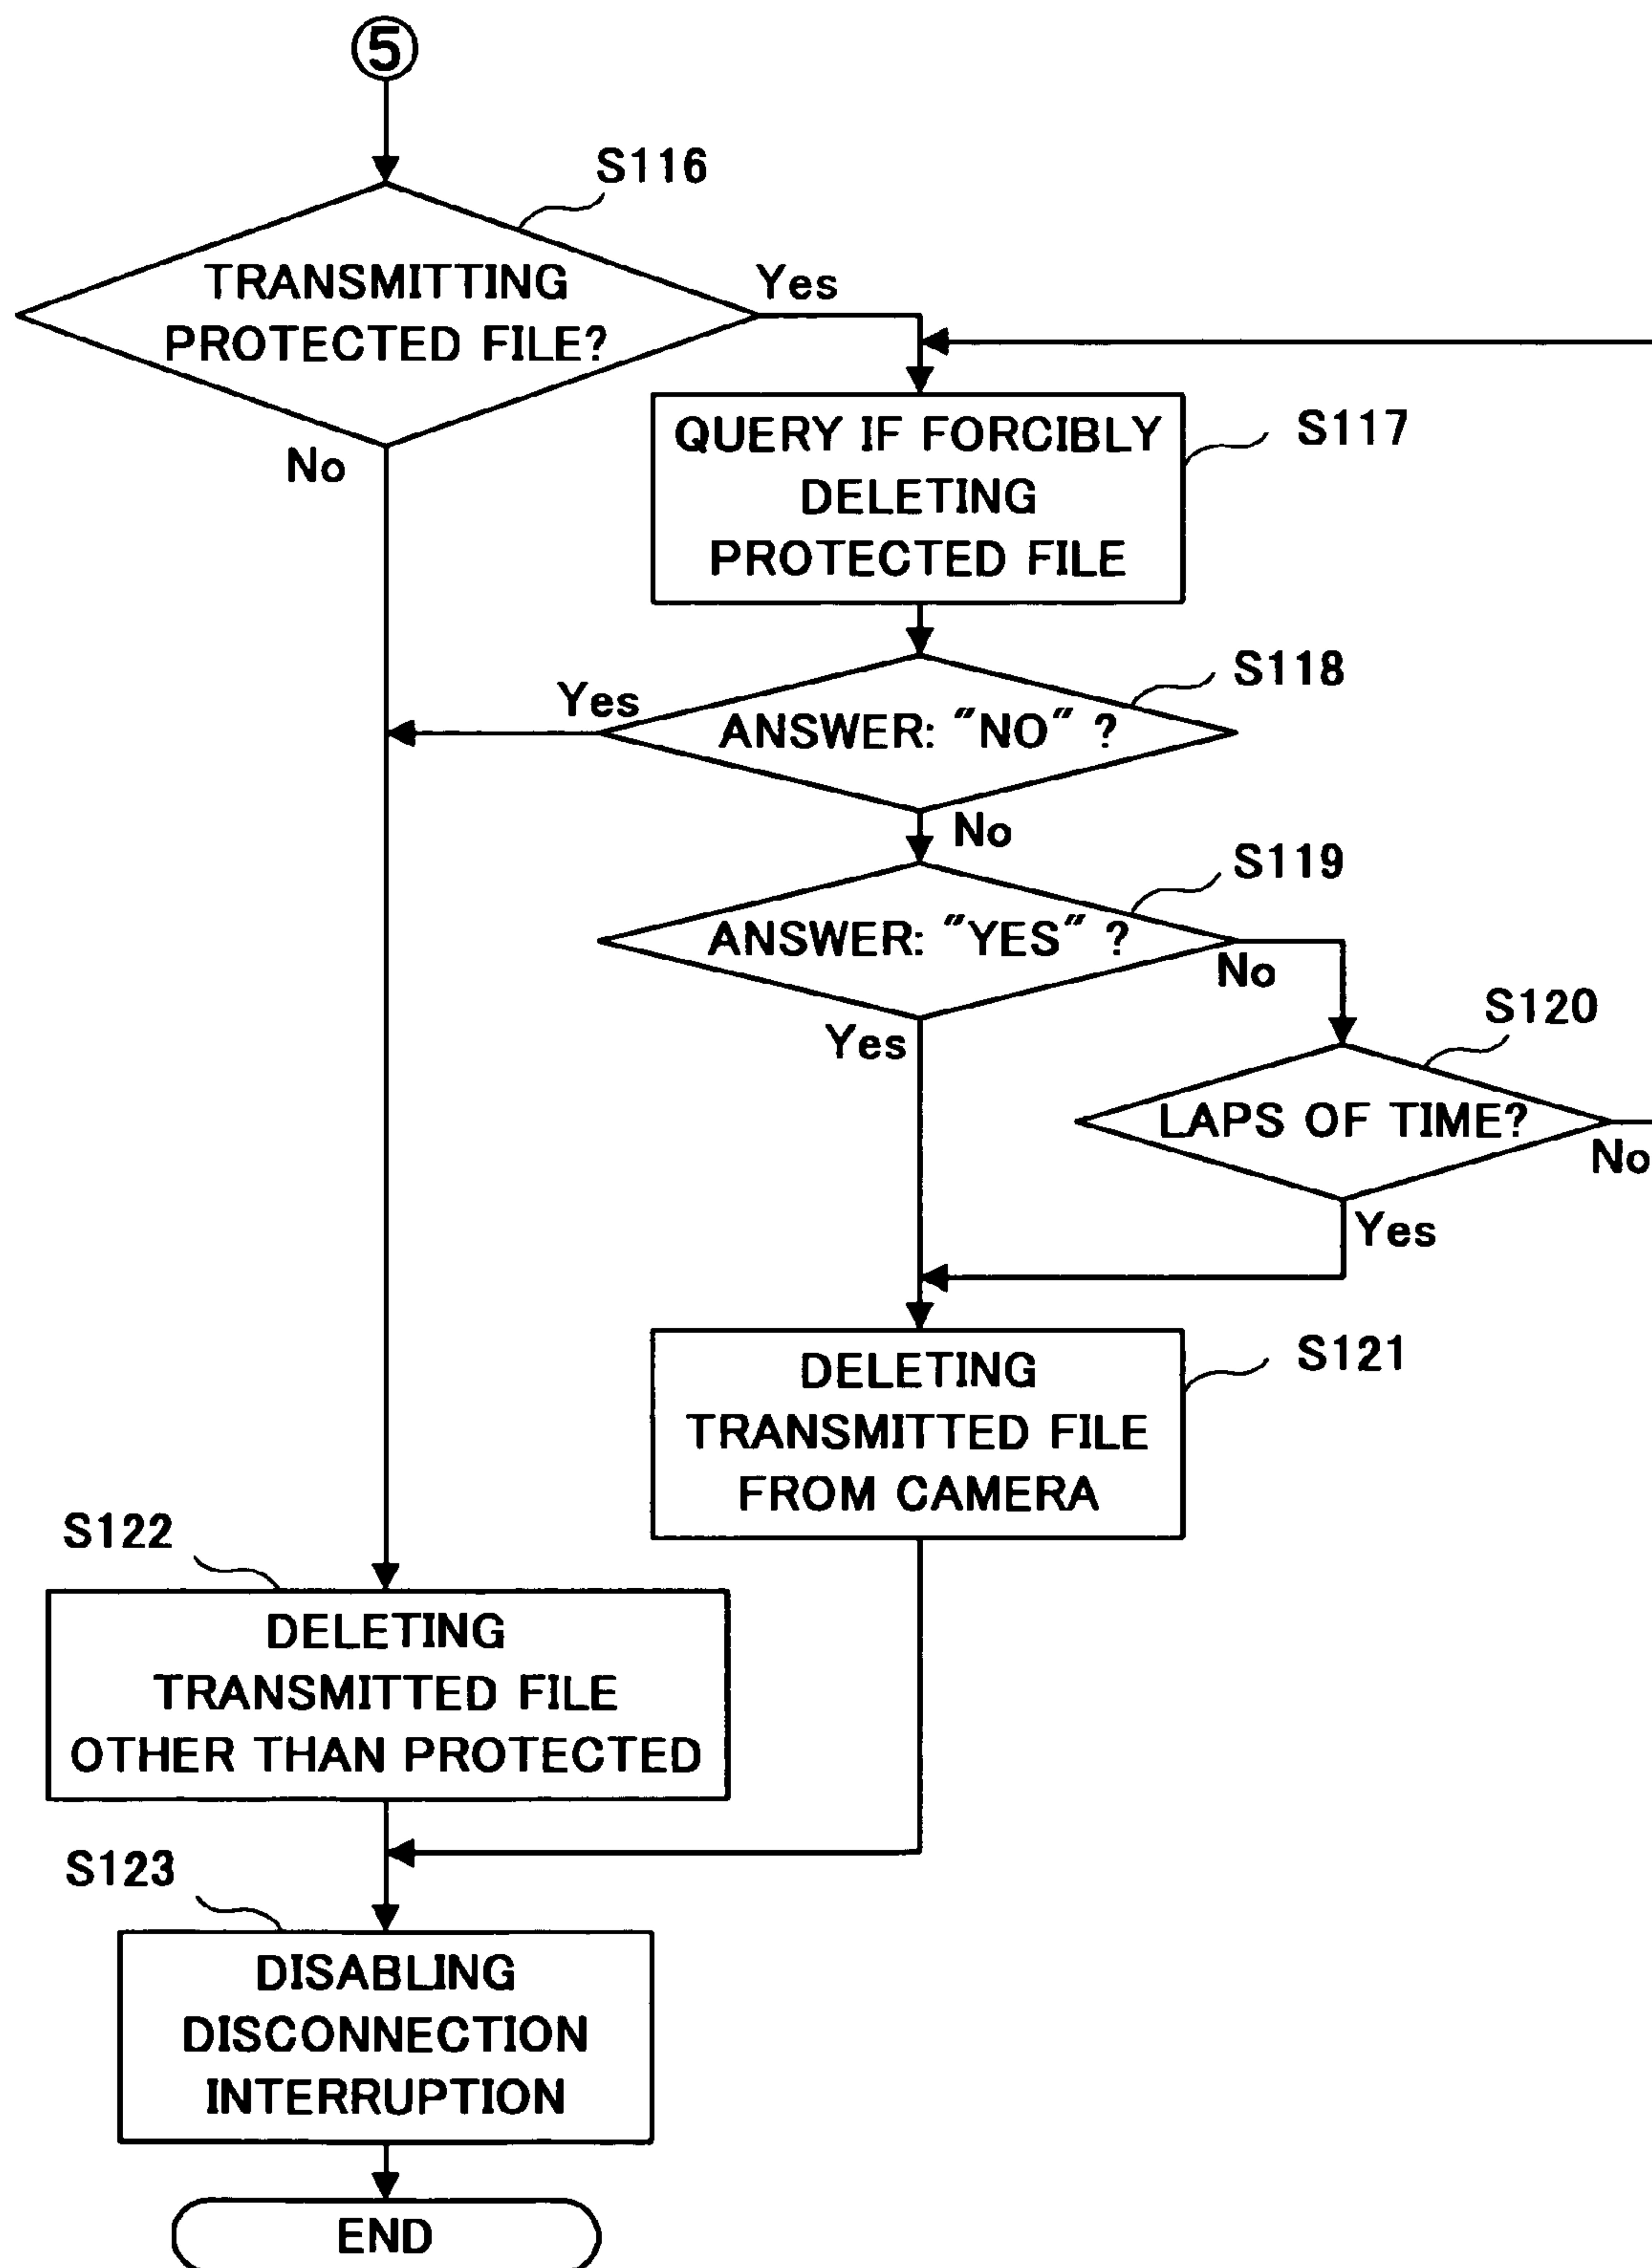 5
S116
TRANSMITTING
PROTECTED FILE?
Yes
No
QUERY IF FORCIBLY
DELETING
PROTECTED FILE
S117
S118
Yes
ANSWER: "NO" ?
No
S119
ANSWER: "YES" ?
No
Yes
S120
LAPS OF TIME?
No
Yes
DELETING
TRANSMITTED FILE
FROM CAMERA
S121
S122
DELETING
TRANSMITTED FILE
OTHER THAN PROTECTED
S123
DISABLING
DISCONNECTION
INTERRUPTION
END